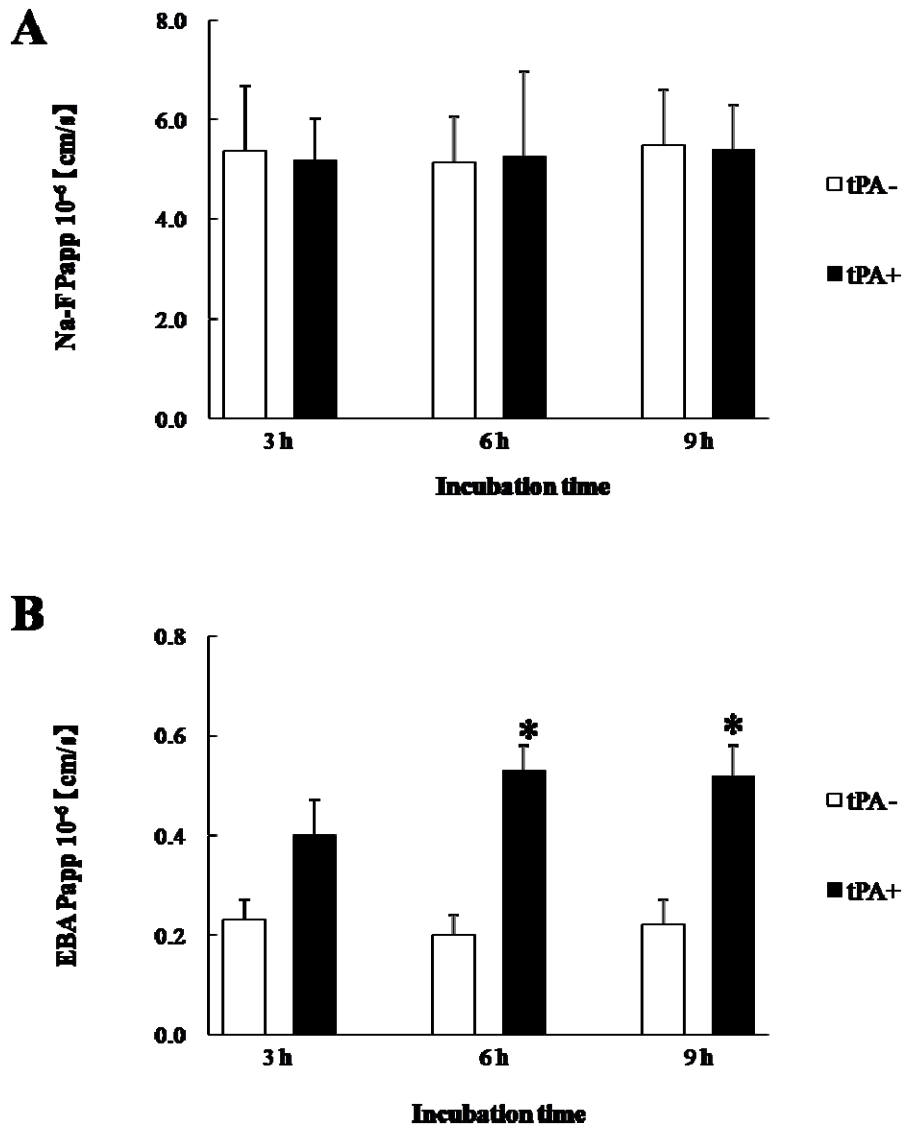 A
8.0
6.0
4.0
2.0
0.0
Na-F Papp 10⁻⁶ [cm/s]
3 h 6 h 9 h
Incubation time
tPA-
tPA+
B
0.8
0.6
0.4
0.2
0.0
EBA Papp 10⁻⁶ [cm/s]
* *
3 h 6 h 9 h
Incubation time
tPA-
tPA+